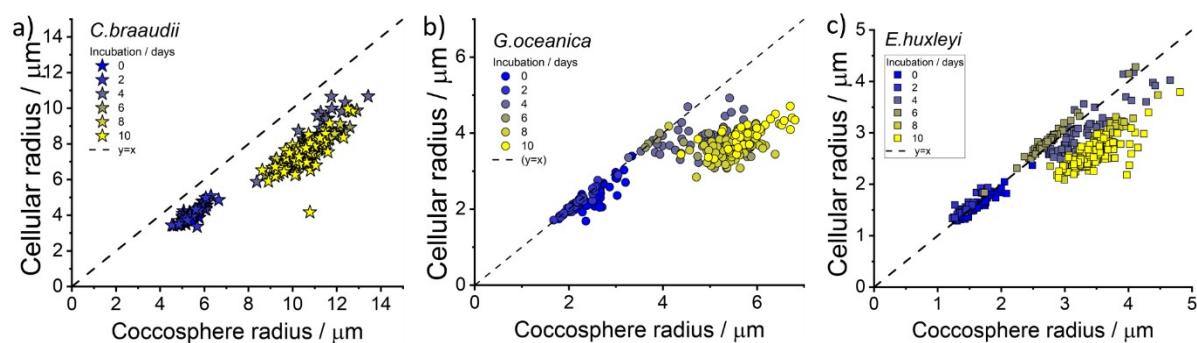 a)
C.braaudii
Incubation / days
0
2
4
6
8
10
y=x
Cellular radius / μm
0
2
4
6
8
10
12
14
0 2 4 6 8 10 12 14
Coccosphere radius / μm
b)
G.oceanica
Incubation / days
0
2
4
6
8
10
(y=x)
Cellular radius / μm
0
2
4
6
0 2 4 6
Coccosphere radius / μm
c)
E.huxleyi
Incubation / days
0
2
4
6
8
10
y=x
Cellular radius / μm
0
1
2
3
4
5
0 1 2 3 4 5
Coccosphere radius / μm